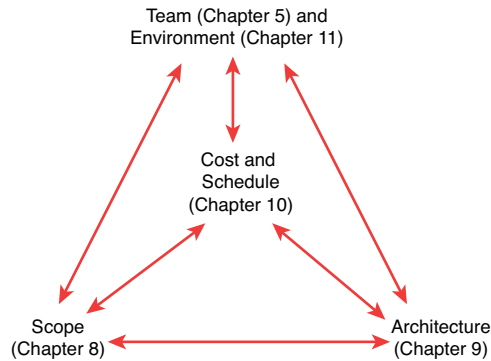 Team (Chapter 5) and
Environment (Chapter 11)
Cost and
Schedule
(Chapter 10)
Scope
(Chapter 8)
Architecture
(Chapter 9)